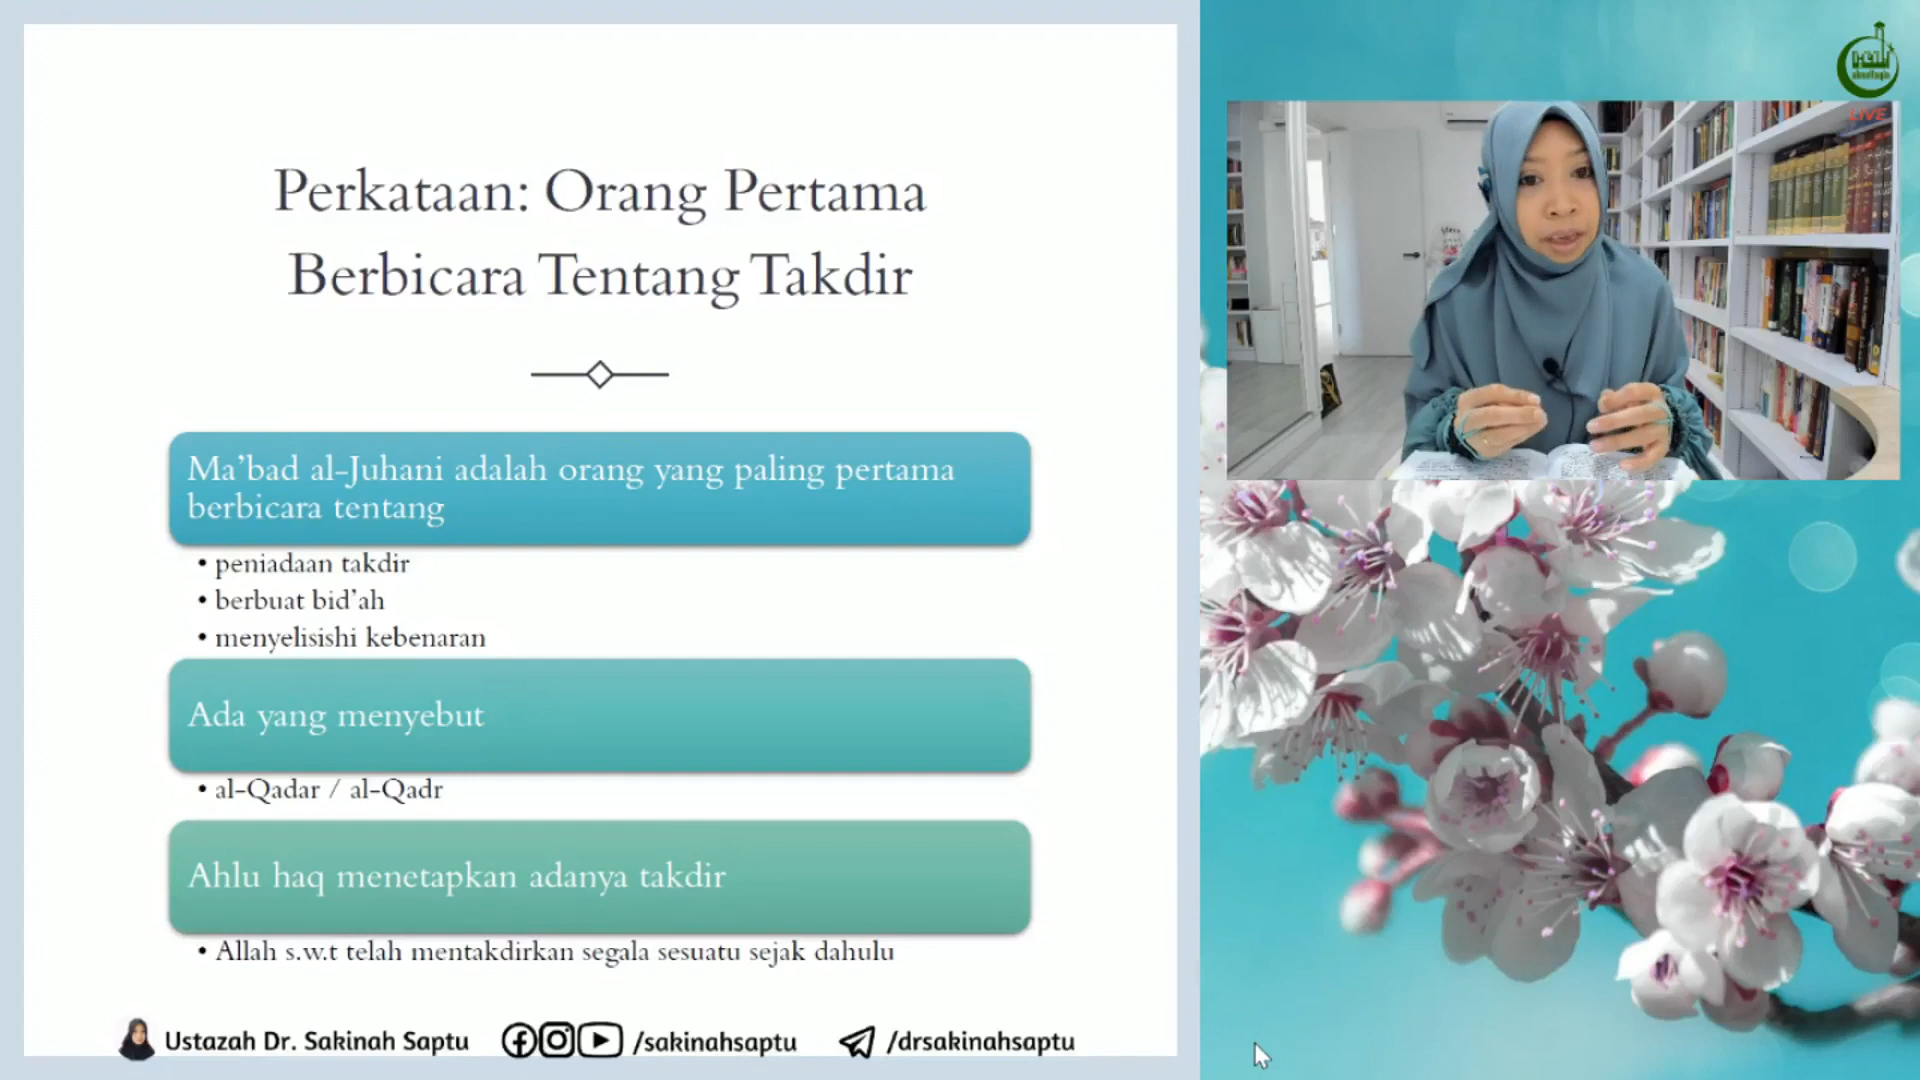 Perkataan: Orang Pertama
Berbicara Tentang Takdir
Ma’bad al-Juhani adalah orang yang paling pertama
berbicara tentang
• peniadaan takdir
• berbuat bid’ah
• menyelisishi kebenaran
Ada yang menyebut
• al-Qadar / al-Qadr
Ahlu haq menetapkan adanya takdir
• Allah s.w.t telah mentakdirkan segala sesuatu sejak dahulu
Ustazah Dr. Sakinah Saptu
/sakinahsaptu
/drsakinahsaptu
LIVE